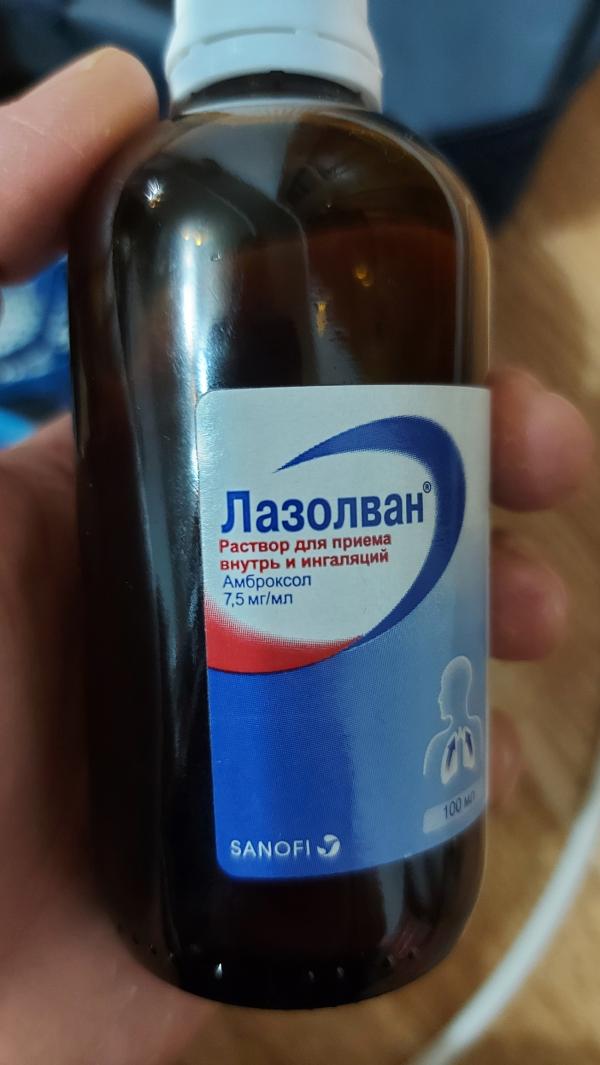 Лазолван®
Раствор для приема
внутрь и ингаляций
Амброксол
7,5 мг/мл
100 мл
SANOFI